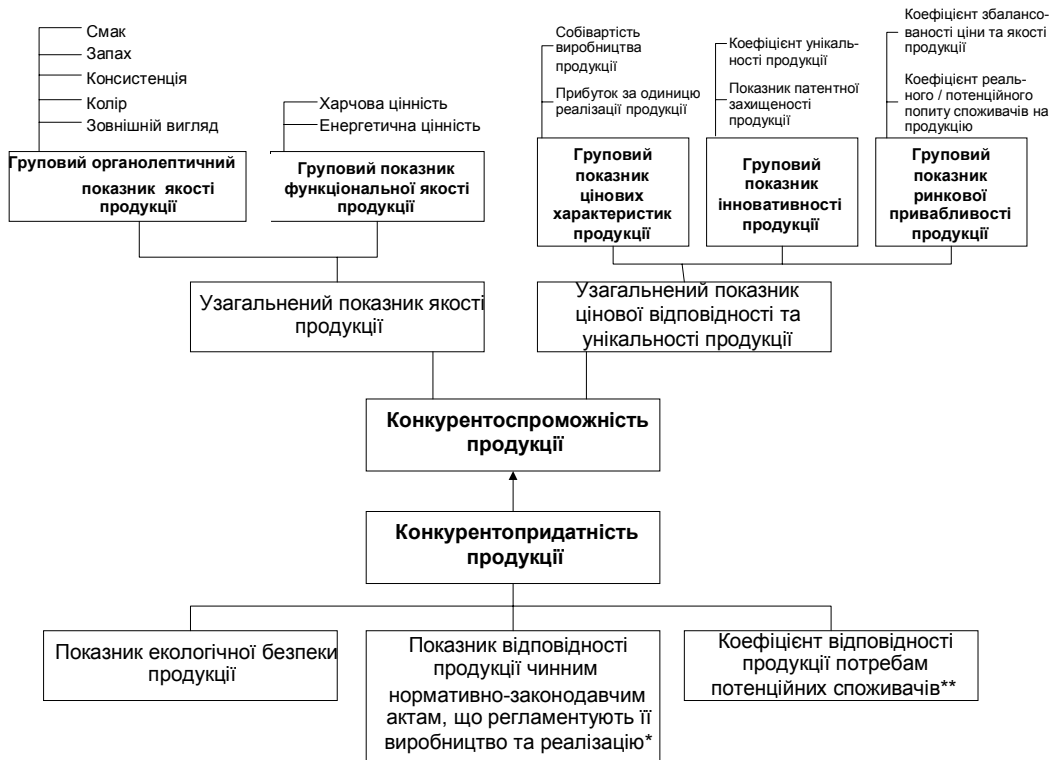 Смак
Запах
Консистенція
Колір
Зовнішній вигляд
Харчова цінність
Енергетична цінність
Собівартість
виробництва
продукції
Прибуток за одиницю
реалізації продукції
Коефіцієнт унікаль-
ності продукції
Показник патентної
захищеності
продукції
Коефіцієнт збалансо-
ваності ціни та якості
продукції
Коефіцієнт реаль-
ного / потенційного
попиту споживачів на
продукцію
Груповий органолептичний
показник якості
продукції
Груповий показник
функціональної якості
продукції
Груповий
показник
цінових
характеристик
продукції
Груповий
показник
інновативності
продукції
Груповий
показник
ринкової
привабливості
продукції
Узагальнений показник якості
продукції
Узагальнений показник
цінової відповідності та
унікальності продукції
Конкурентоспроможність
продукції
Конкурентопридатність
продукції
Показник екологічної безпеки
продукції
Показник відповідності
продукції чинним
нормативно-законодавчим
актам, що регламентують її
виробництво та реалізацію*
Коефіцієнт відповідності
продукції потребам
потенційних споживачів**